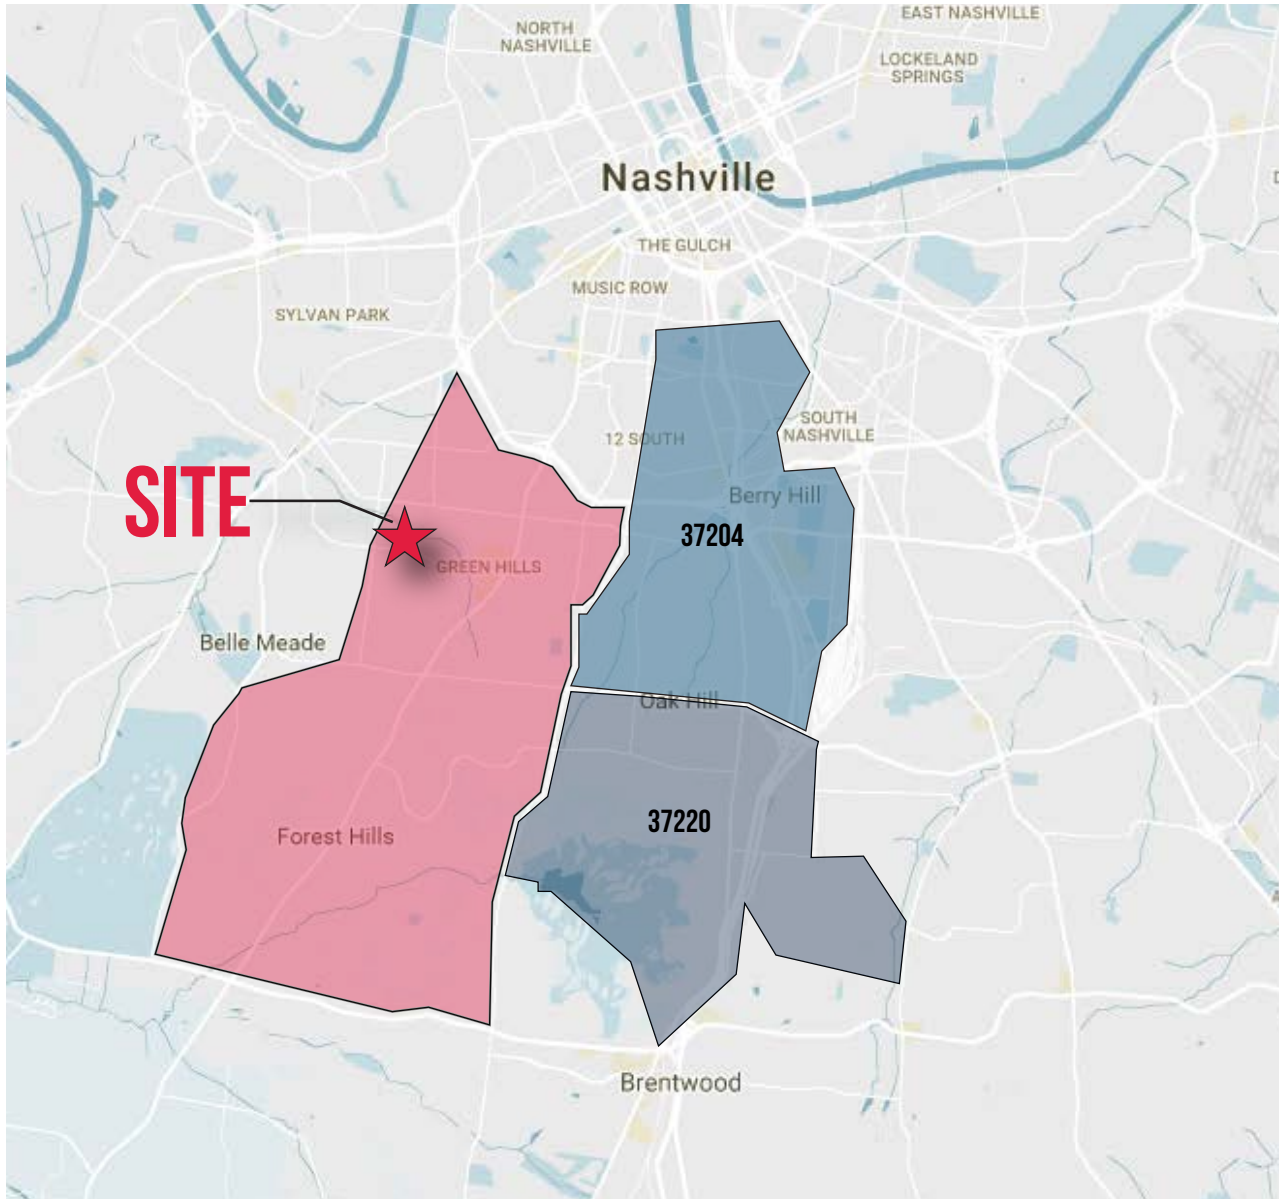 EAST NASHVILLE
NORTH
NASHVILLE
LOCKELAND
SPRINGS
Nashville
THE GULCH
MUSIC ROW
SYLVAN PARK
SOUTH
NASHVILLE
12 SOUTH
SITE
Berry Hill
37204
GREEN HILLS
Belle Meade
Oak Hill
37220
Forest Hills
Brentwood